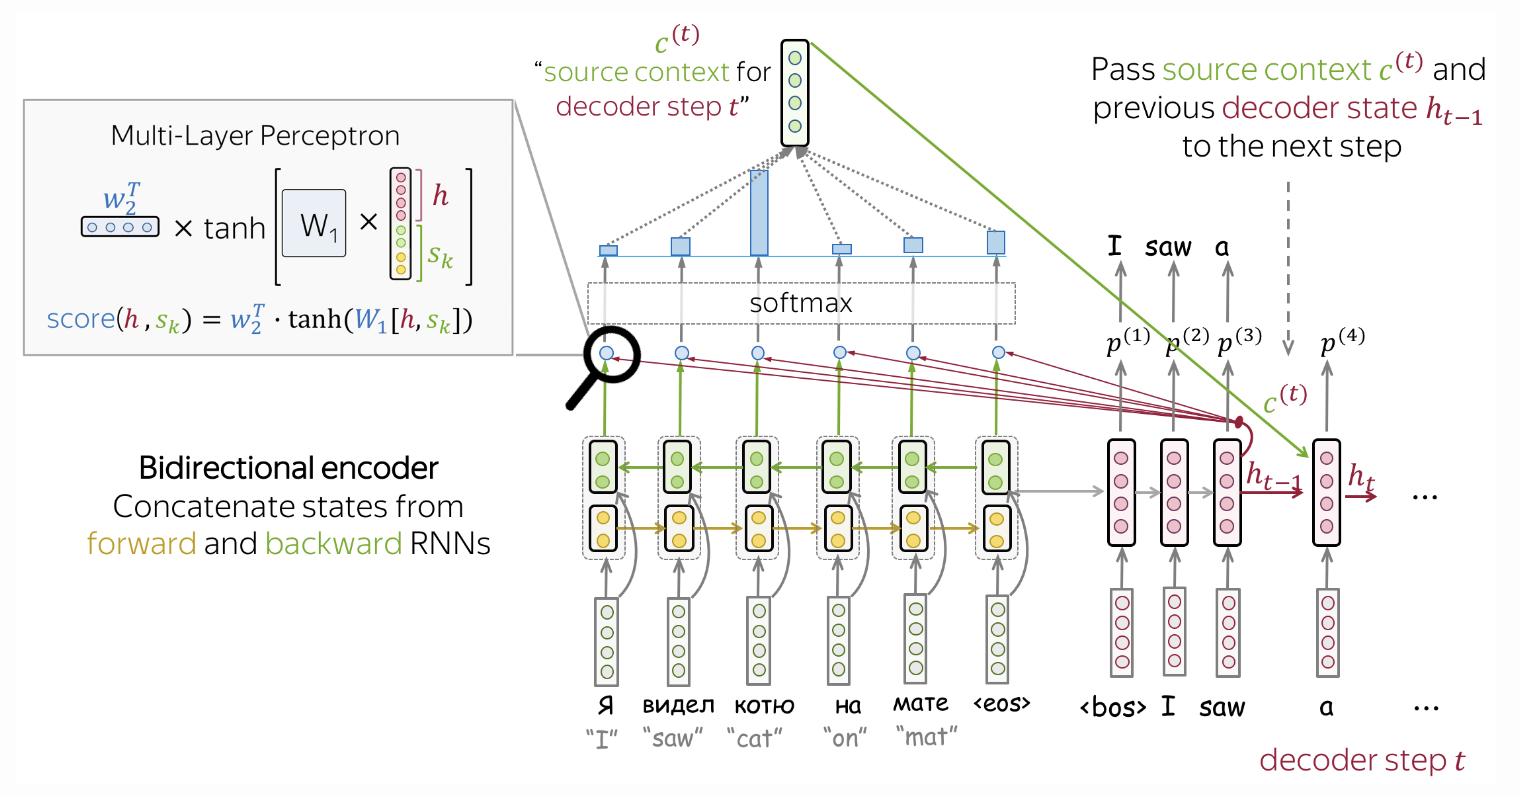 c^(t)
“source context for
decoder step t”
Pass source context c^(t) and
previous decoder state h_{t−1}
to the next step
Multi-Layer Perceptron
w_2^T
× tanh [ W_1 × ] h
s_k
score(h , s_k) = w_2^T · tanh(W_1[h, s_k])
softmax
I saw a
p^(1) p^(2) p^(3) p^(4)
c^(t)
Bidirectional encoder
Concatenate states from
forward and backward RNNs
h_{t−1} h_t ...
Я видел котю на мате <eos> <bos> I saw a ...
“I” “saw” “cat” “on” “mat”
decoder step t